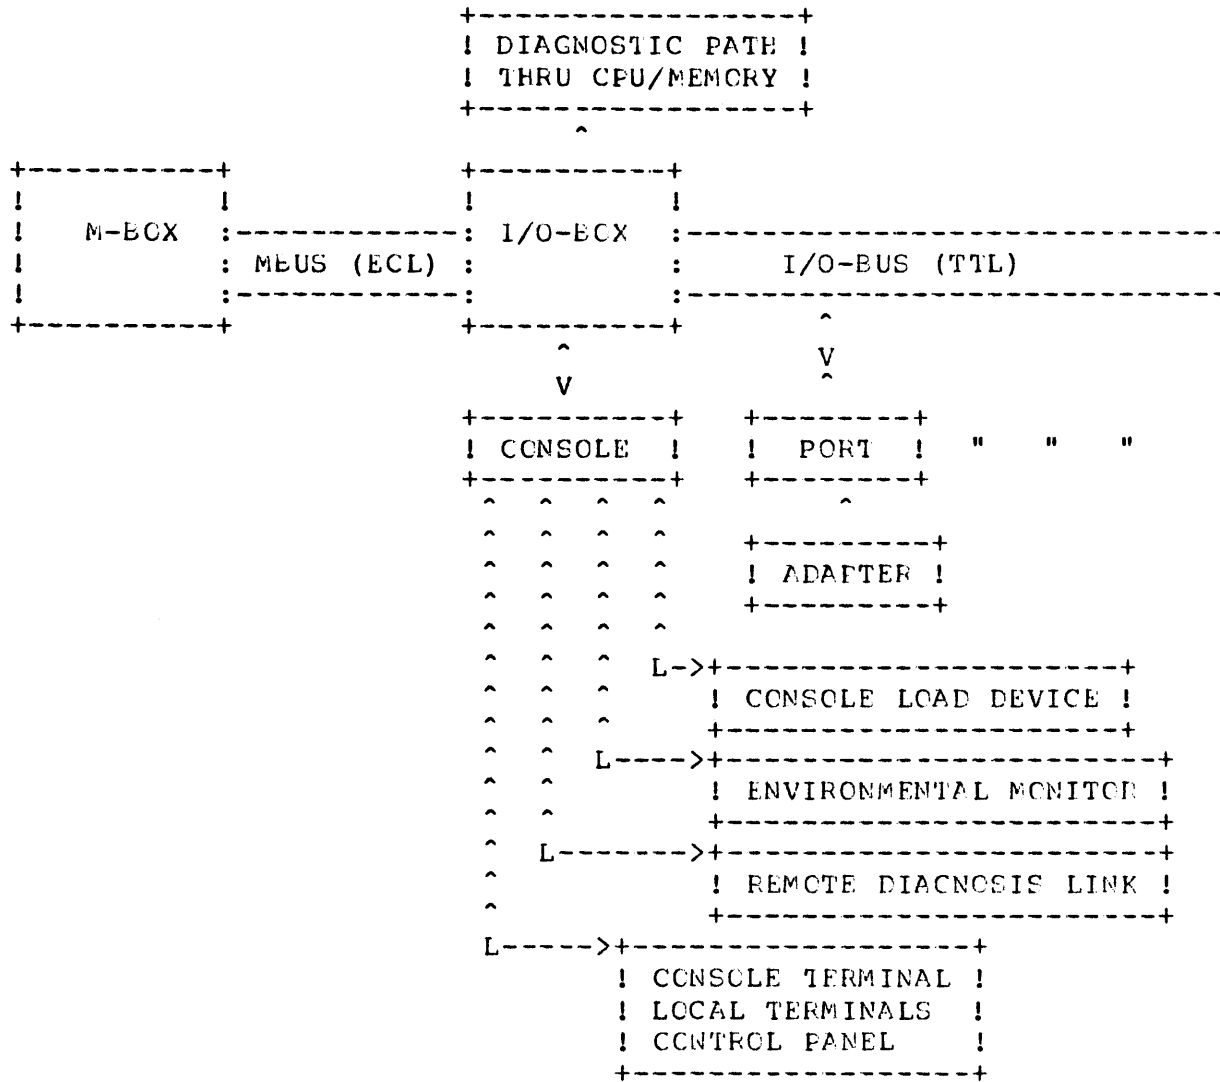 DIAGNOSTIC PATH
THRU CPU/MEMORY
M-BOX
I/O-BOX
MBUS (ECL)
I/O-BUS (TTL)
CONSOLE
PORT " " "
ADAPTER
CONSOLE LOAD DEVICE
ENVIRONMENTAL MONITOR
REMOTE DIAGNOSIS LINK
CONSOLE TERMINAL
LOCAL TERMINALS
CONTROL PANEL